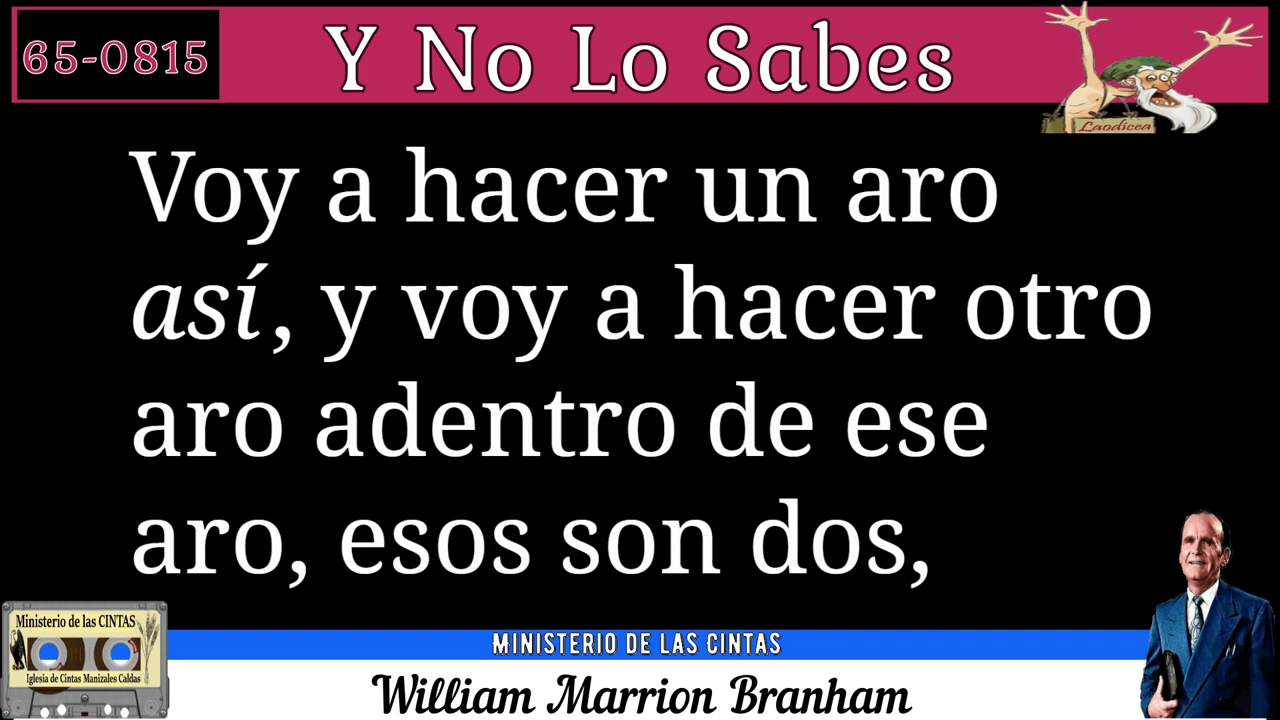 65-0815
Y No Lo Sabes
Laodicea
Voy a hacer un aro
así, y voy a hacer otro
aro adentro de ese
aro, esos son dos,
Ministerio de las CINTAS
Iglesia de Cintas Manizales Caldas
MINISTERIO DE LAS CINTAS
William Marrion Branham